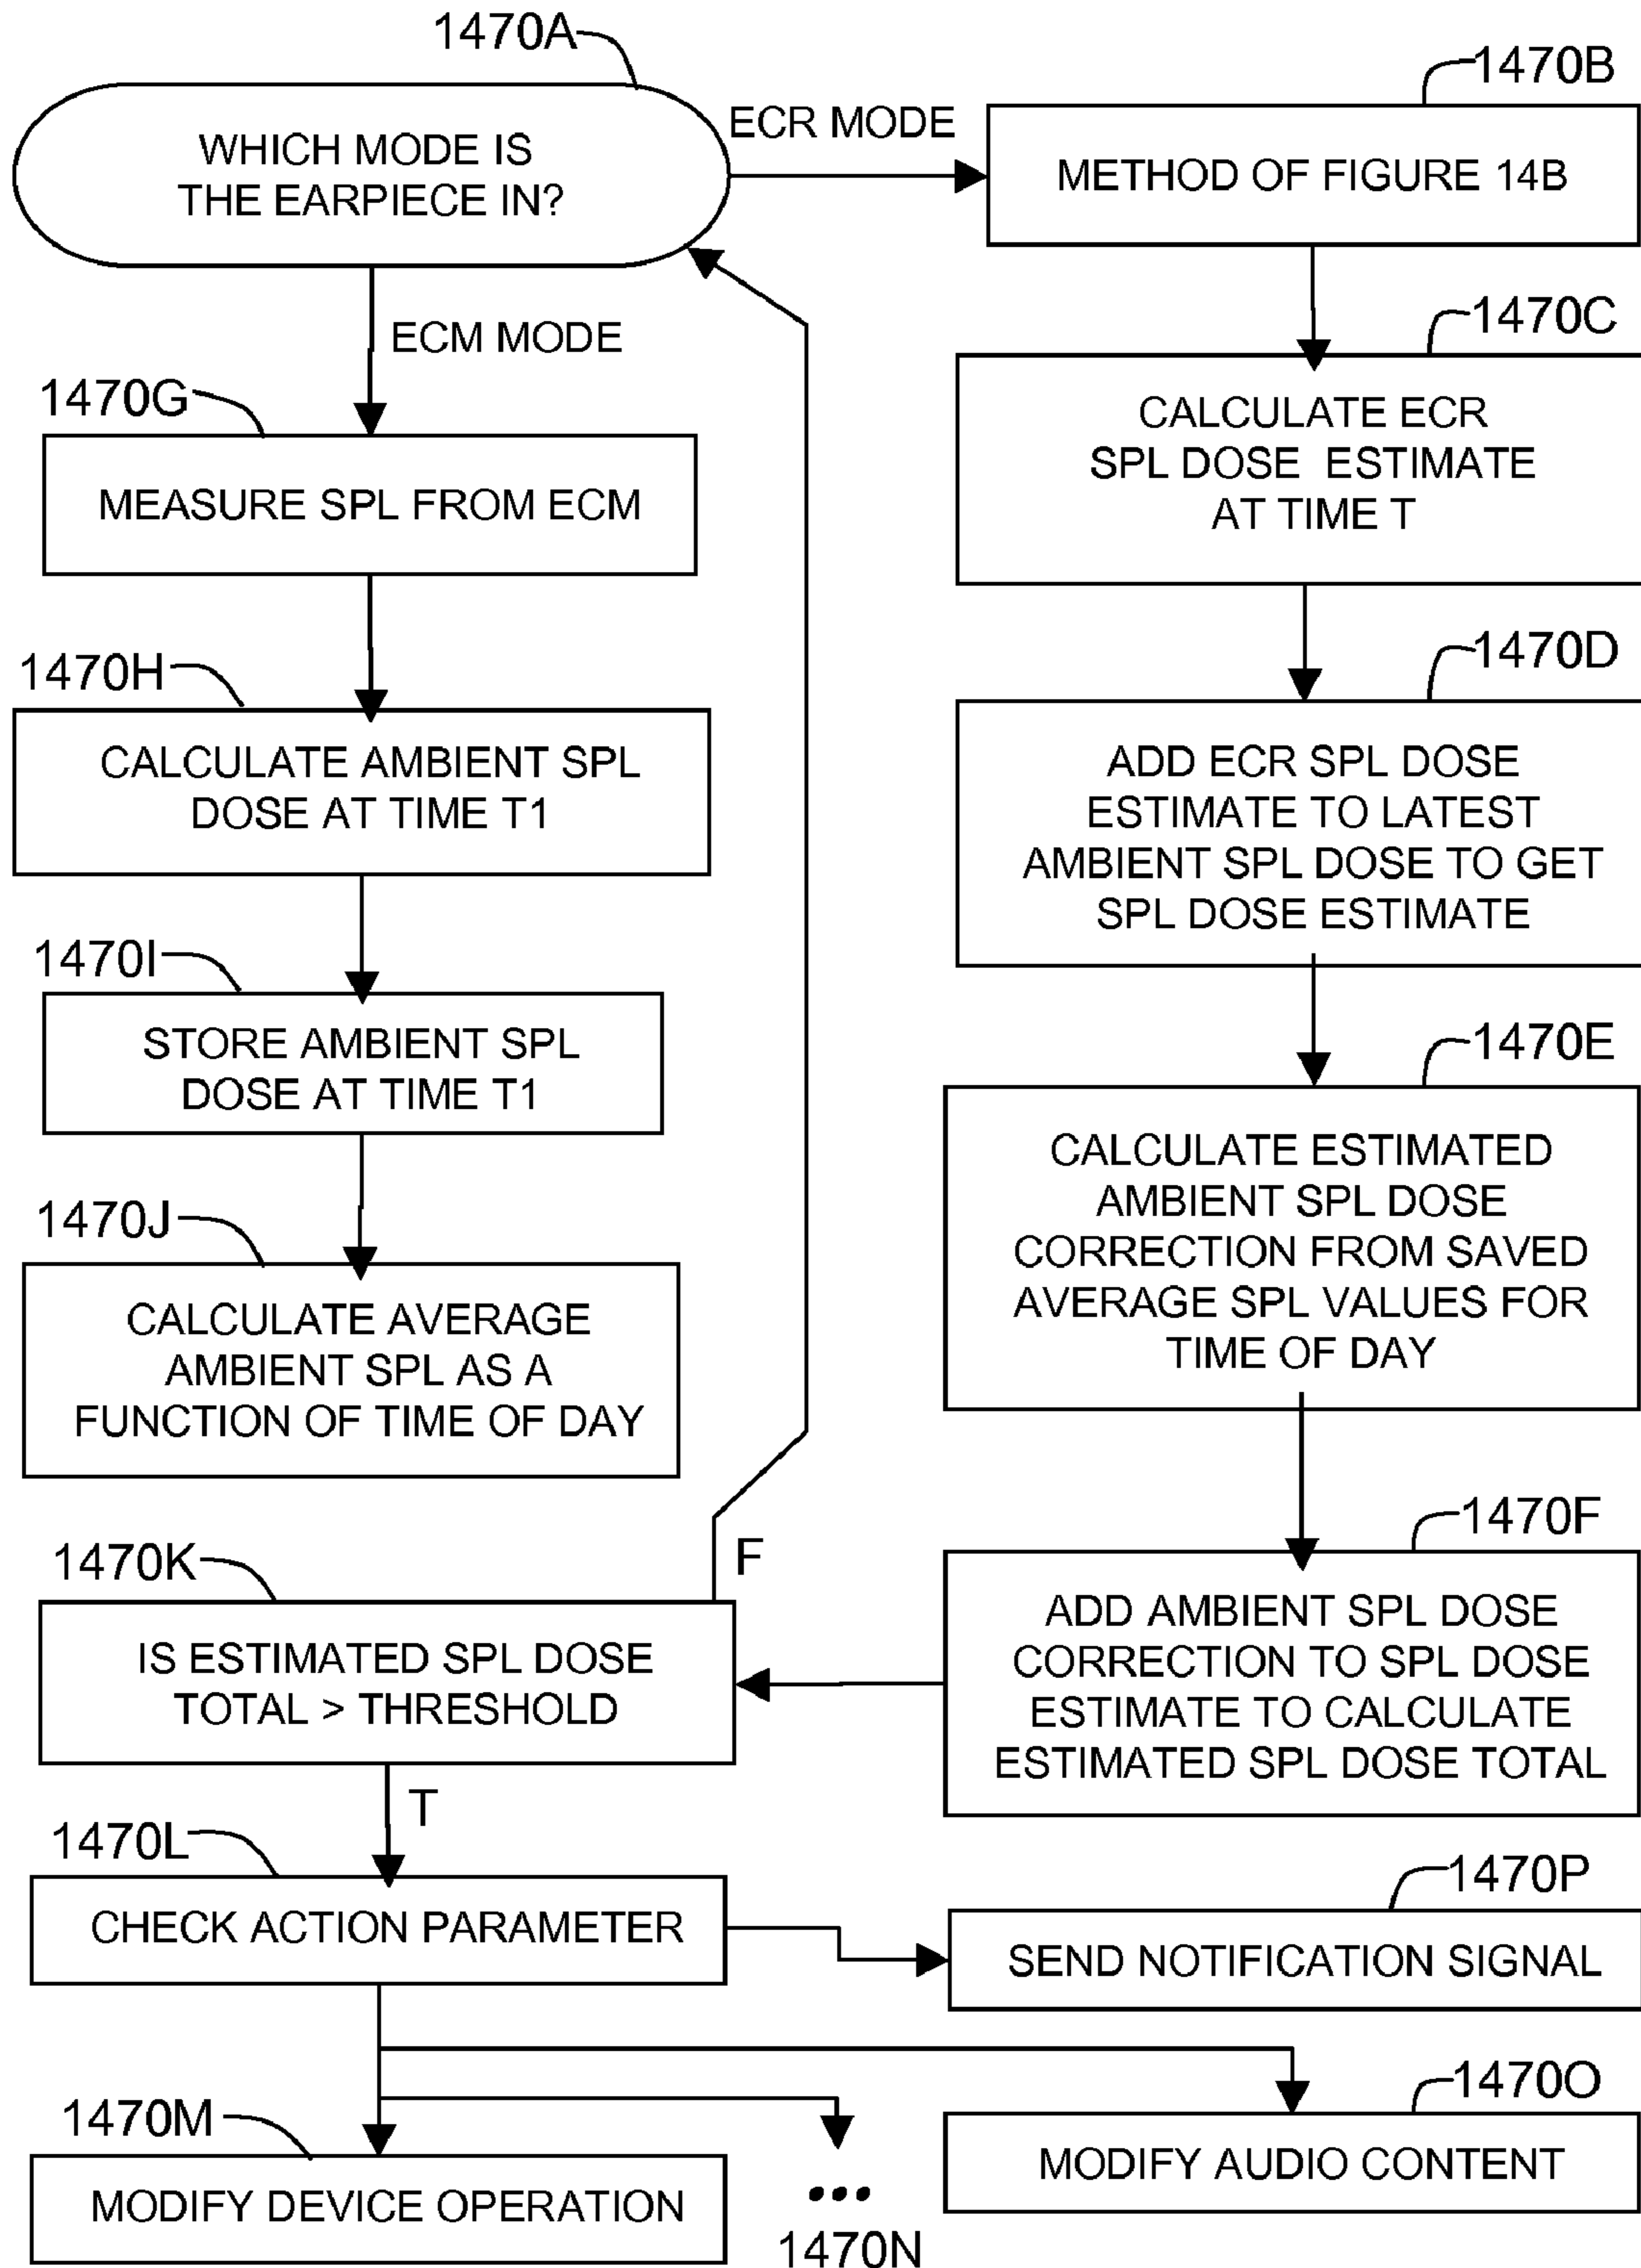 1470A
WHICH MODE IS
THE EARPIECE IN?
ECR MODE
1470B
METHOD OF FIGURE 14B
ECM MODE
1470C
CALCULATE ECR
SPL DOSE ESTIMATE
AT TIME T
1470G
MEASURE SPL FROM ECM
1470D
ADD ECR SPL DOSE
ESTIMATE TO LATEST
AMBIENT SPL DOSE TO GET
SPL DOSE ESTIMATE
1470H
CALCULATE AMBIENT SPL
DOSE AT TIME T1
1470I
STORE AMBIENT SPL
DOSE AT TIME T1
1470E
CALCULATE ESTIMATED
AMBIENT SPL DOSE
CORRECTION FROM SAVED
AVERAGE SPL VALUES FOR
TIME OF DAY
1470J
CALCULATE AVERAGE
AMBIENT SPL AS A
FUNCTION OF TIME OF DAY
1470F
ADD AMBIENT SPL DOSE
CORRECTION TO SPL DOSE
ESTIMATE TO CALCULATE
ESTIMATED SPL DOSE TOTAL
1470K
F
IS ESTIMATED SPL DOSE
TOTAL > THRESHOLD
T
1470L
CHECK ACTION PARAMETER
1470P
SEND NOTIFICATION SIGNAL
1470M
MODIFY DEVICE OPERATION
...
1470N
1470O
MODIFY AUDIO CONTENT